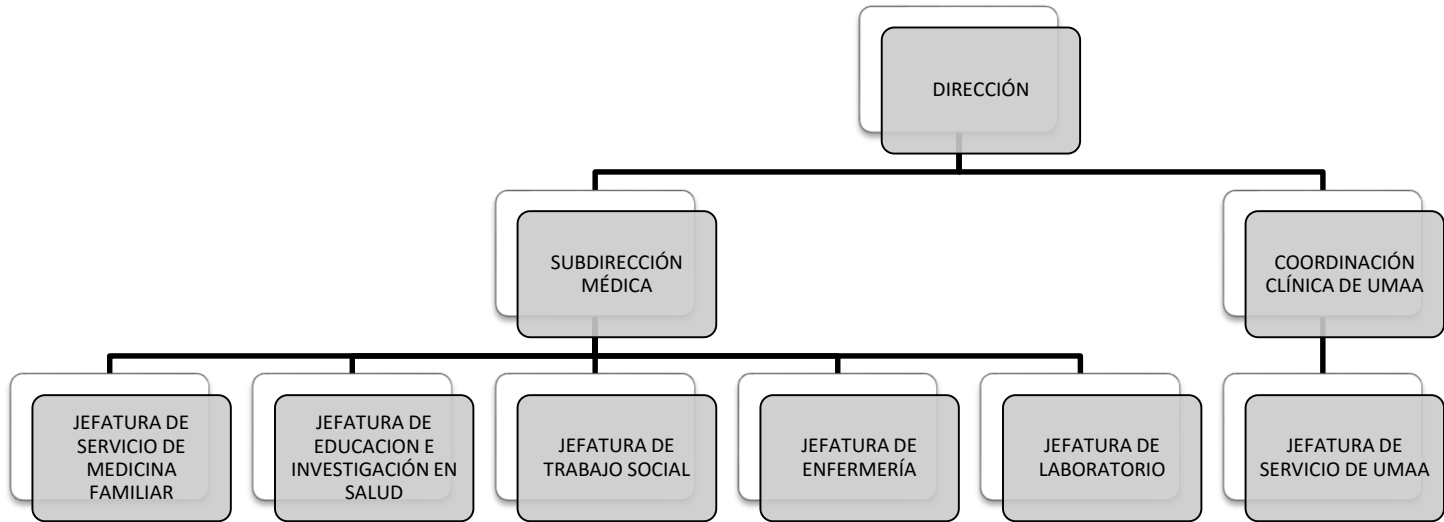 DIRECCIÓN
SUBDIRECCIÓN
MÉDICA
COORDINACIÓN
CLÍNICA DE UMAA
JEFATURA DE
SERVICIO DE
MEDICINA
FAMILIAR
JEFATURA DE
EDUCACION E
INVESTIGACIÓN EN
SALUD
JEFATURA DE
TRABAJO SOCIAL
JEFATURA DE
ENFERMERÍA
JEFATURA DE
LABORATORIO
JEFATURA DE
SERVICIO DE UMAA